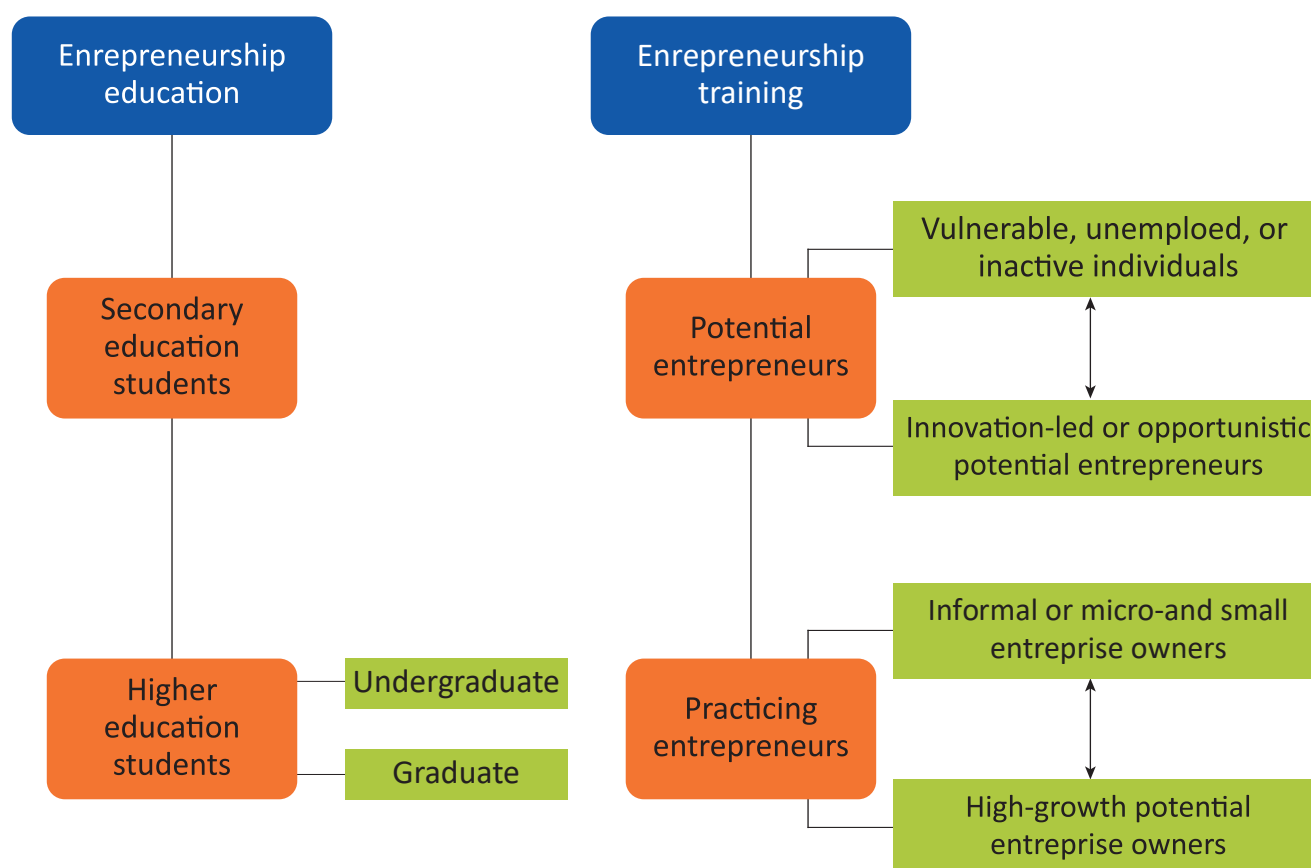 Enrepreneurship
education
Secondary
education
students
Higher
education
students
Undergraduate
Graduate
Enrepreneurship
training
Potential
entrepreneurs
Vulnerable, unemploed, or
inactive individuals
Innovation-led or opportunistic
potential entrepreneurs
Practicing
entrepreneurs
Informal or micro-and small
entreprise owners
High-growth potential
entreprise owners